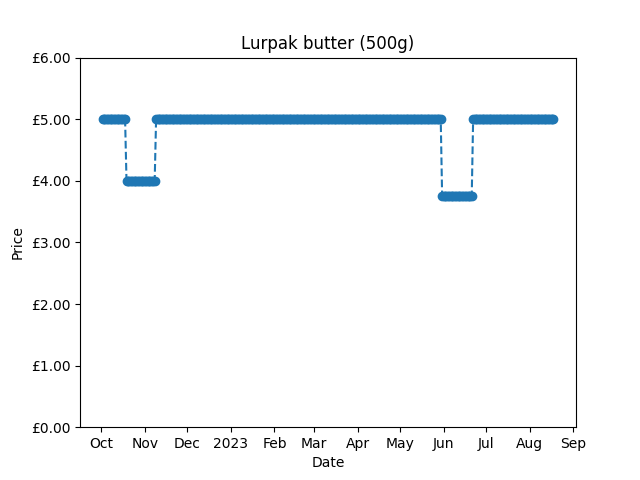 Lurpak butter (500g)
£6.00
£5.00
£4.00
£3.00
£2.00
£1.00
£0.00
Price
Oct Nov Dec 2023 Feb Mar Apr May Jun Jul Aug Sep
Date